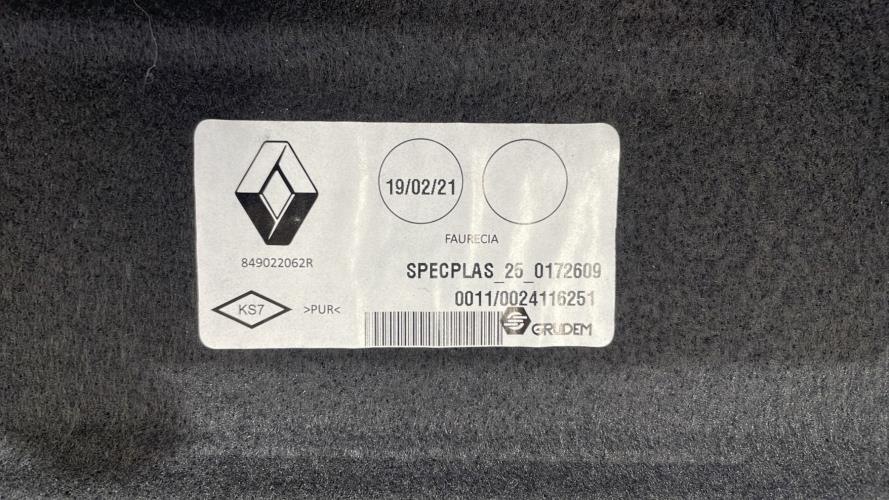 19/02/21
FAURECIA
849022062R
SPECPLAS_25_0172609
0011/0024116251
KS7
>PUR<
GRUDEM